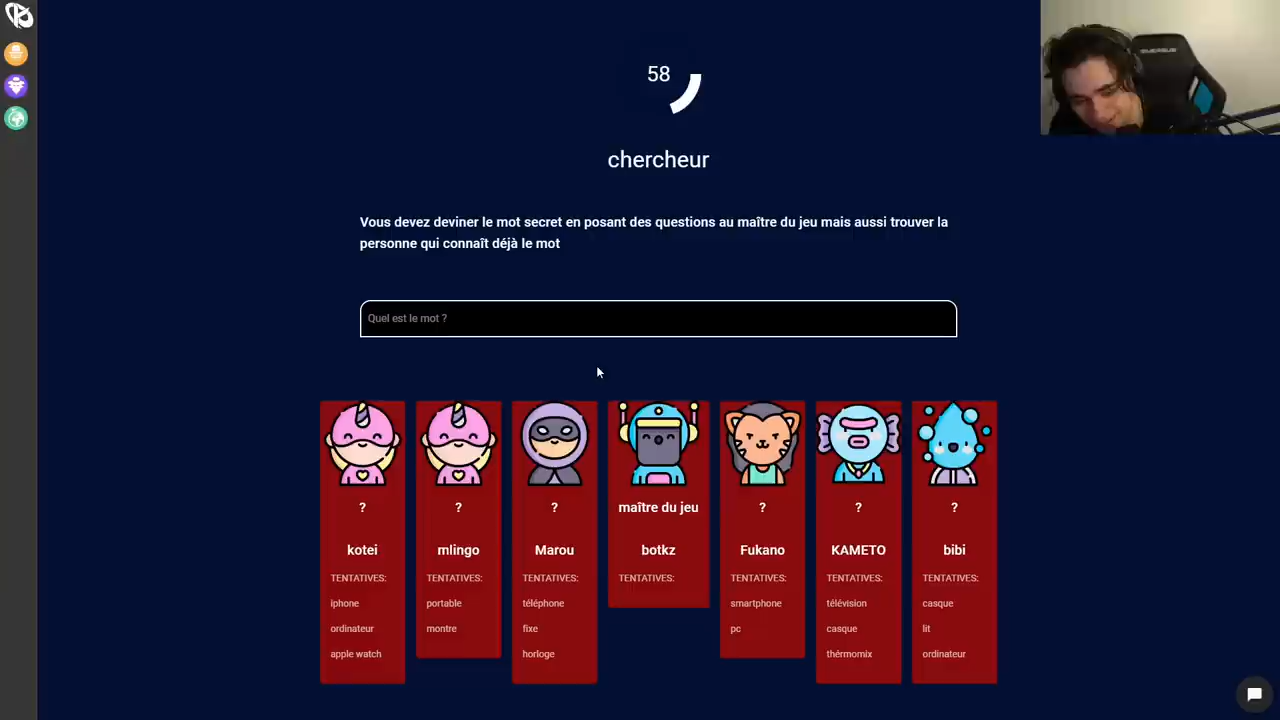 58
chercheur
Vous devez deviner le mot secret en posant des questions au maître du jeu mais aussi trouver la
personne qui connaît déjà le mot
Quel est le mot ?
?
kotei
TENTATIVES:
iphone
ordinateur
apple watch
?
mlingo
TENTATIVES:
portable
montre
?
Marou
TENTATIVES:
téléphone
fixe
horloge
maître du jeu
botkz
TENTATIVES:
?
Fukano
TENTATIVES:
smartphone
pc
?
KAMETO
TENTATIVES:
télévision
casque
thérmomix
?
bibi
TENTATIVES:
casque
lit
ordinateur